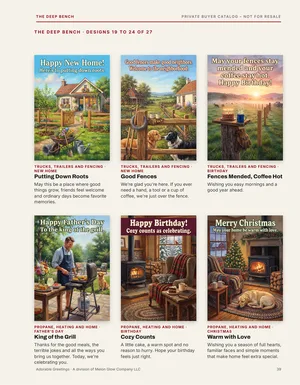 THE DEEP BENCH
PRIVATE BUYER CATALOG - NOT FOR RESALE
THE DEEP BENCH · DESIGNS 19 TO 24 OF 27
Happy New Home!
Here's to putting down roots
Good fences make good neighbors
Welcome to the neighborhood
May your fences stay
mended and your
coffee stay hot.
Happy Birthday!
TRUCKS, TRAILERS AND FENCING ·
NEW HOME
Putting Down Roots
May this be a place where good
things grow, friends feel welcome
and ordinary days become favorite
memories.
TRUCKS, TRAILERS AND FENCING ·
NEW HOME
Good Fences
We're glad you're here. If you ever
need a hand, a tool or a cup of
coffee, we're just over the fence.
TRUCKS, TRAILERS AND FENCING ·
BIRTHDAY
Fences Mended, Coffee Hot
Wishing you easy mornings and a
good year ahead.
Happy Father's Day
To the king of the grill
Happy Birthday!
Cozy counts as celebrating.
Merry Christmas
May your home be warm with love.
PROPANE, HEATING AND HOME ·
FATHER'S DAY
King of the Grill
Thanks for the good meals, the
terrible jokes and all the ways you
bring us together. Today, we're
celebrating you.
PROPANE, HEATING AND HOME ·
BIRTHDAY
Cozy Counts
A little cake, a warm spot and no
reason to hurry. Hope your birthday
feels just right.
PROPANE, HEATING AND HOME ·
CHRISTMAS
Warm with Love
Wishing you a season of full hearts,
familiar faces and simple moments
that make home feel extra special.